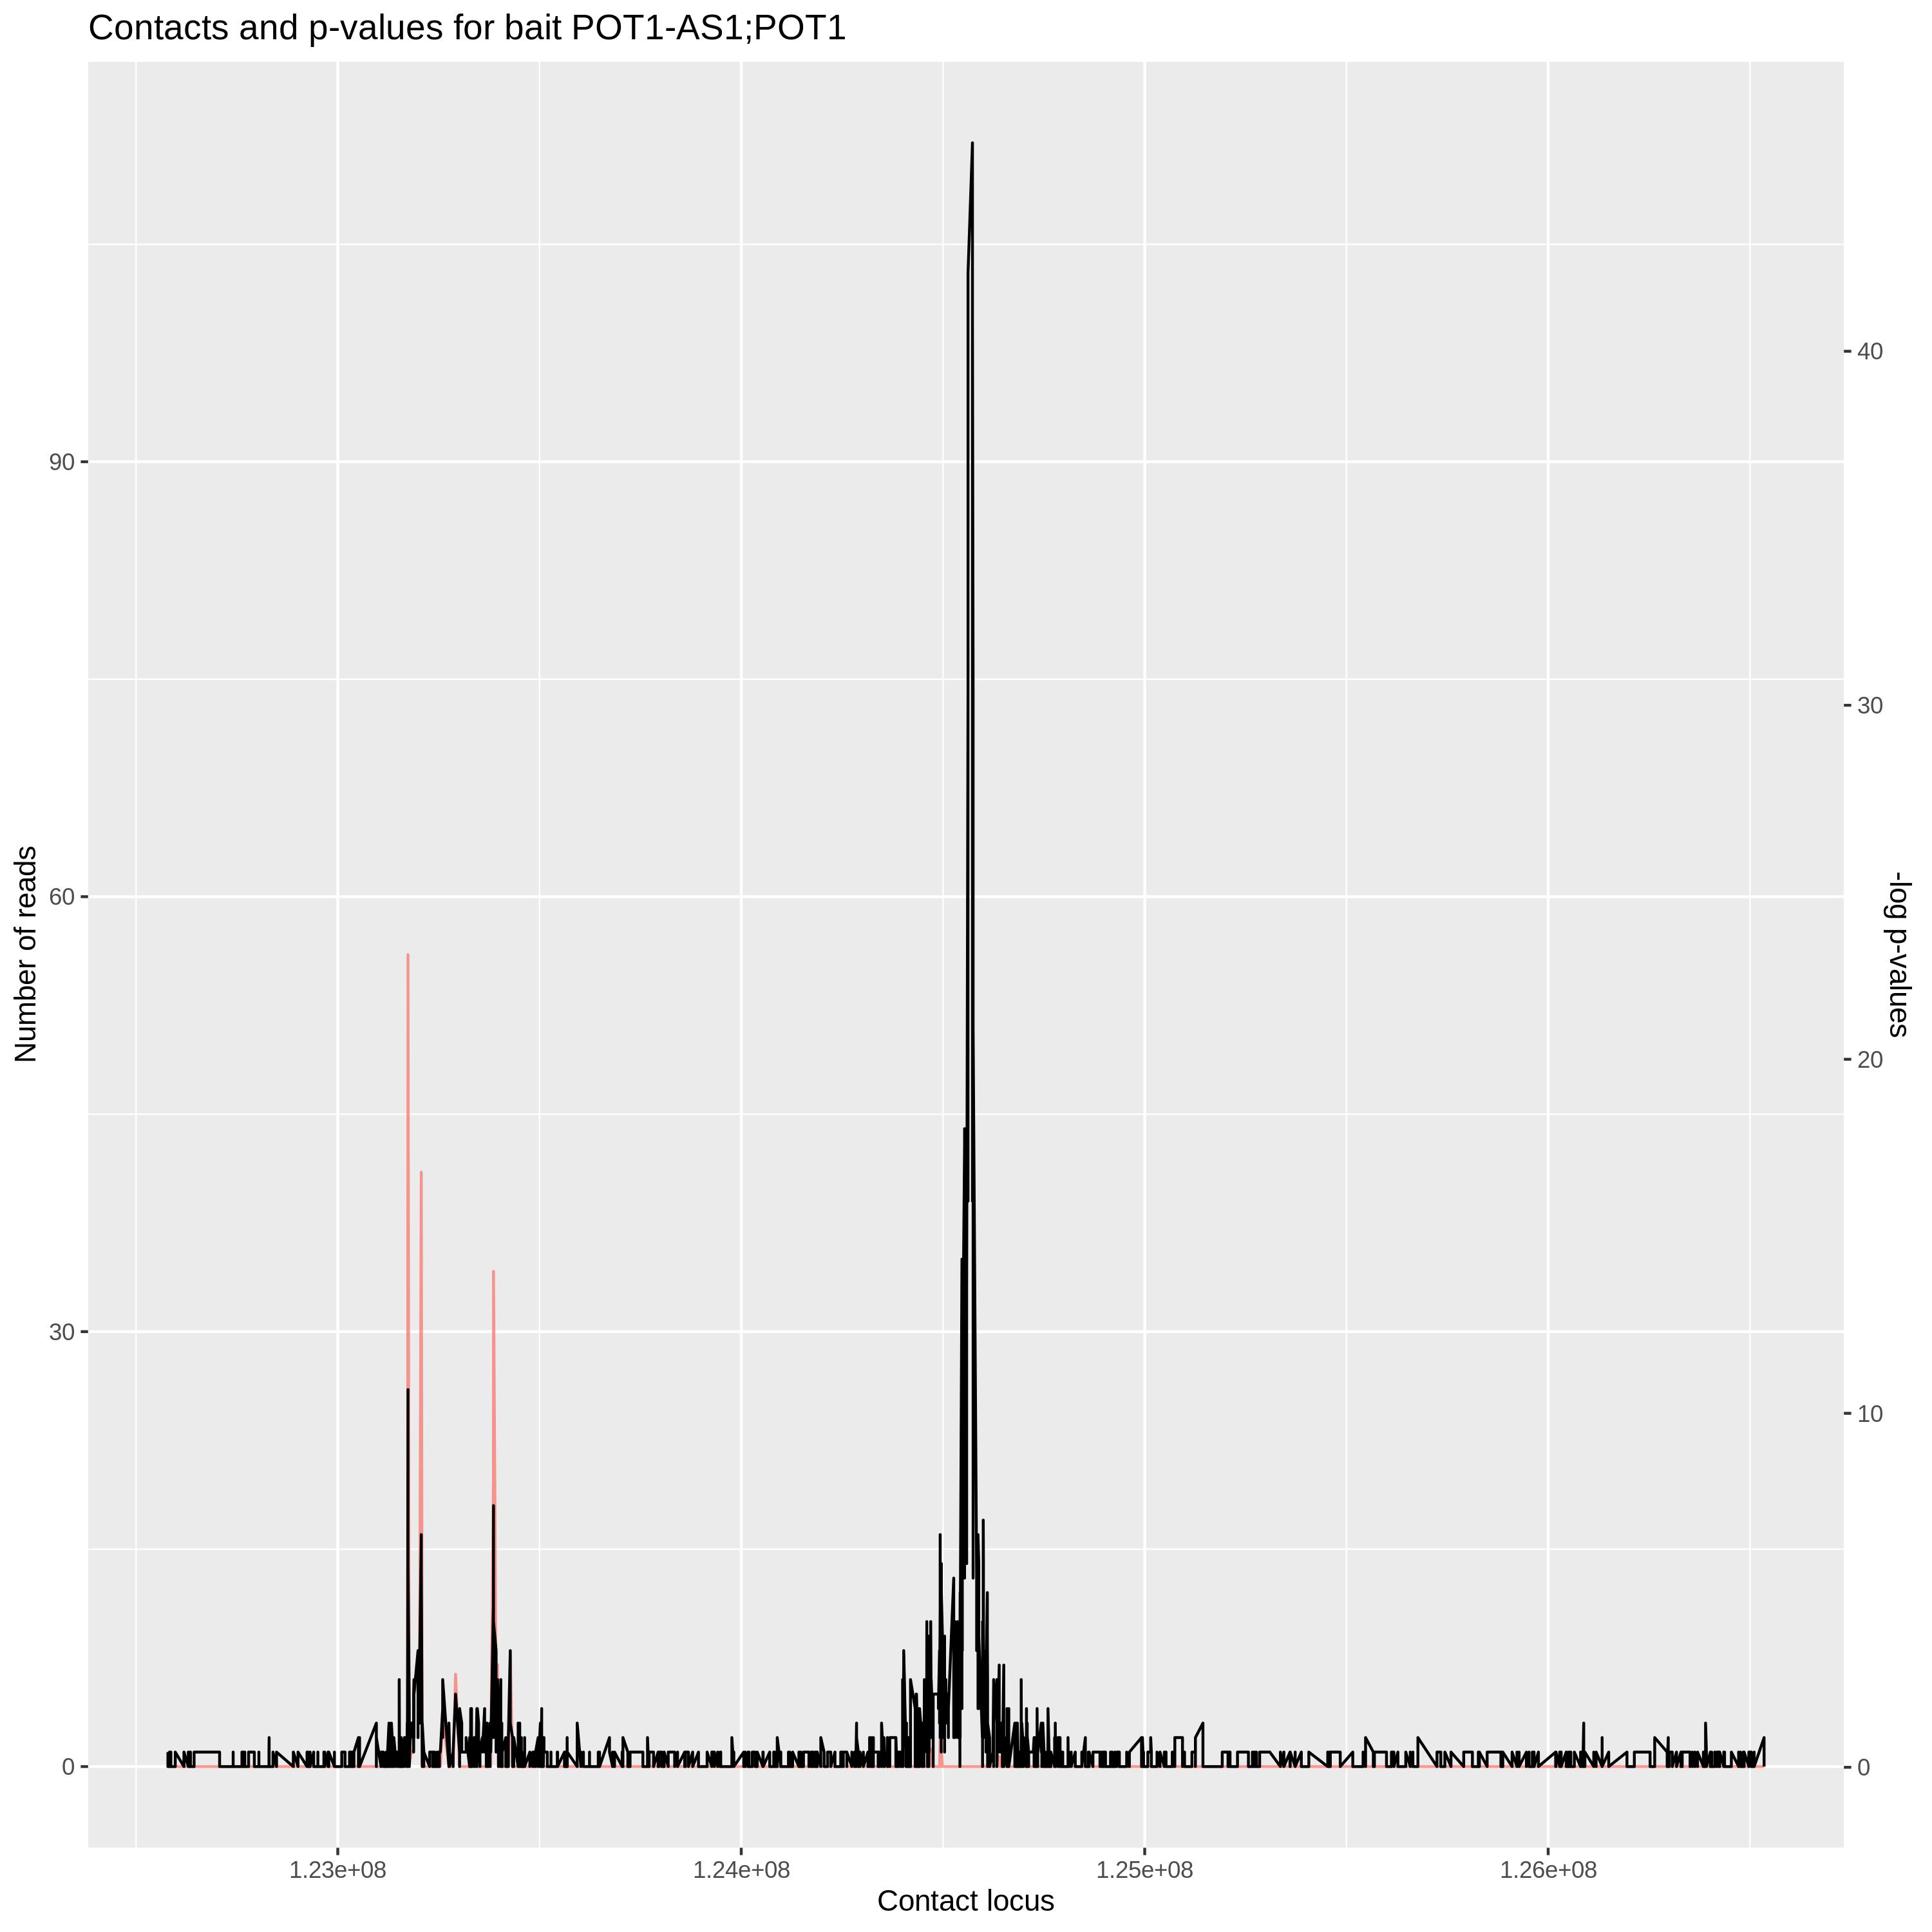 Contacts and p-values for bait POT1-AS1;POT1
Number of reads
90
60
30
0
40
30
20
10
0
-log p-values
1.23e+08 1.24e+08 1.25e+08 1.26e+08
Contact locus